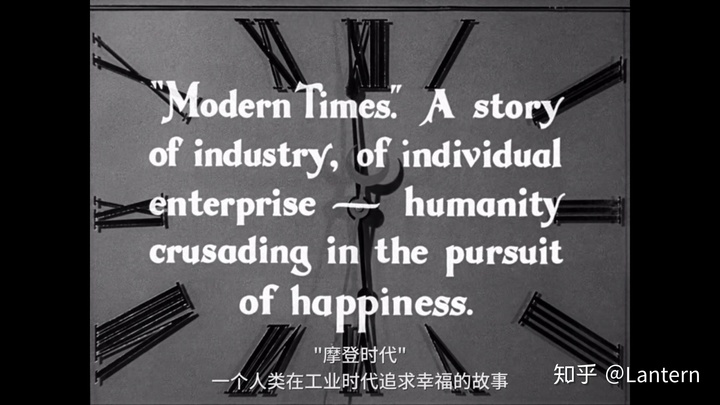 "Modern Times." A story
of industry, of individual
enterprise — humanity
crusading in the pursuit
of happiness.
"摩登时代"
一个人类在工业时代追求幸福的故事
知乎 @Lantern